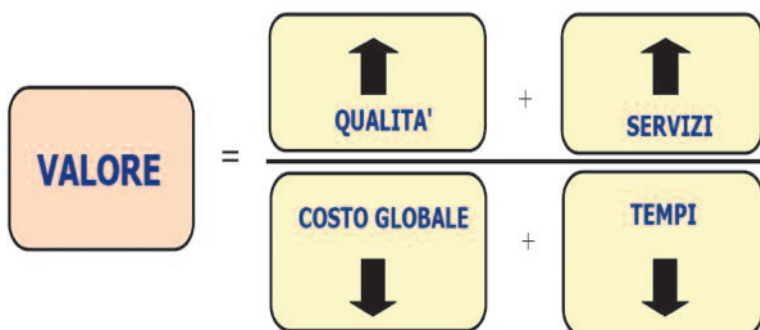 VALORE
=
QUALITA'
+
SERVIZI
COSTO GLOBALE
+
TEMPI